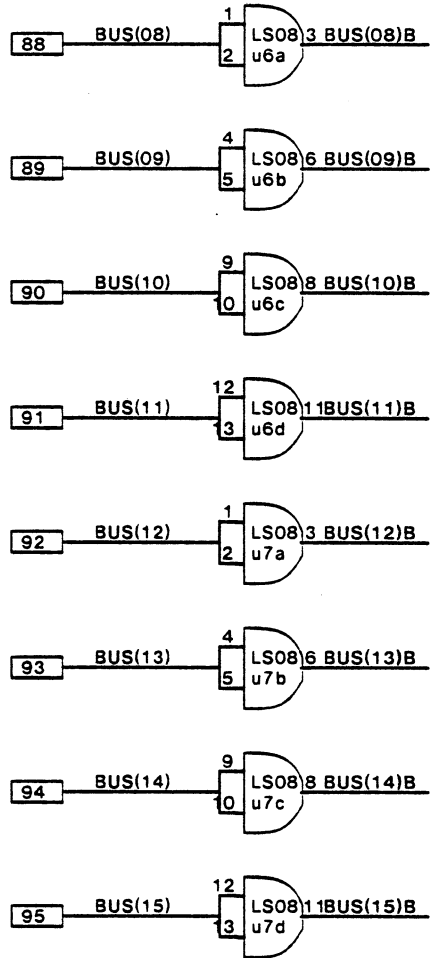 1
88 BUS(08) LS08 3 BUS(08)B
2 u6a
4
89 BUS(09) LS08 6 BUS(09)B
5 u6b
9
90 BUS(10) LS08 8 BUS(10)B
10 u6c
12
91 BUS(11) LS08 11 BUS(11)B
13 u6d
1
92 BUS(12) LS08 3 BUS(12)B
2 u7a
4
93 BUS(13) LS08 6 BUS(13)B
5 u7b
9
94 BUS(14) LS08 8 BUS(14)B
10 u7c
12
95 BUS(15) LS08 11 BUS(15)B
13 u7d